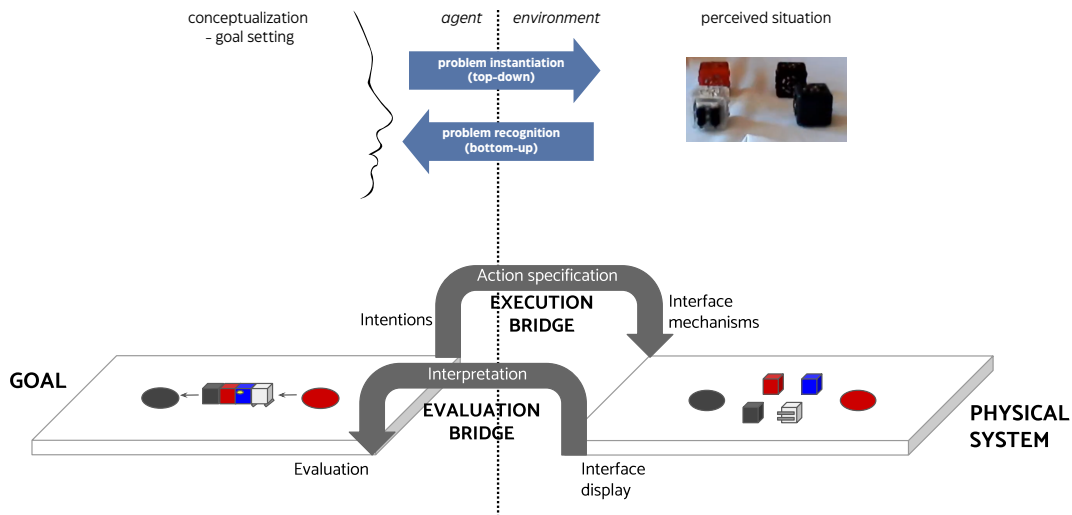 conceptualization
– goal setting
agent
environment
perceived situation
problem instantiation
(top-down)
problem recognition
(bottom-up)
Action specification
EXECUTION
BRIDGE
Intentions
Interface
mechanisms
GOAL
Interpretation
EVALUATION
BRIDGE
PHYSICAL
SYSTEM
Evaluation
Interface
display